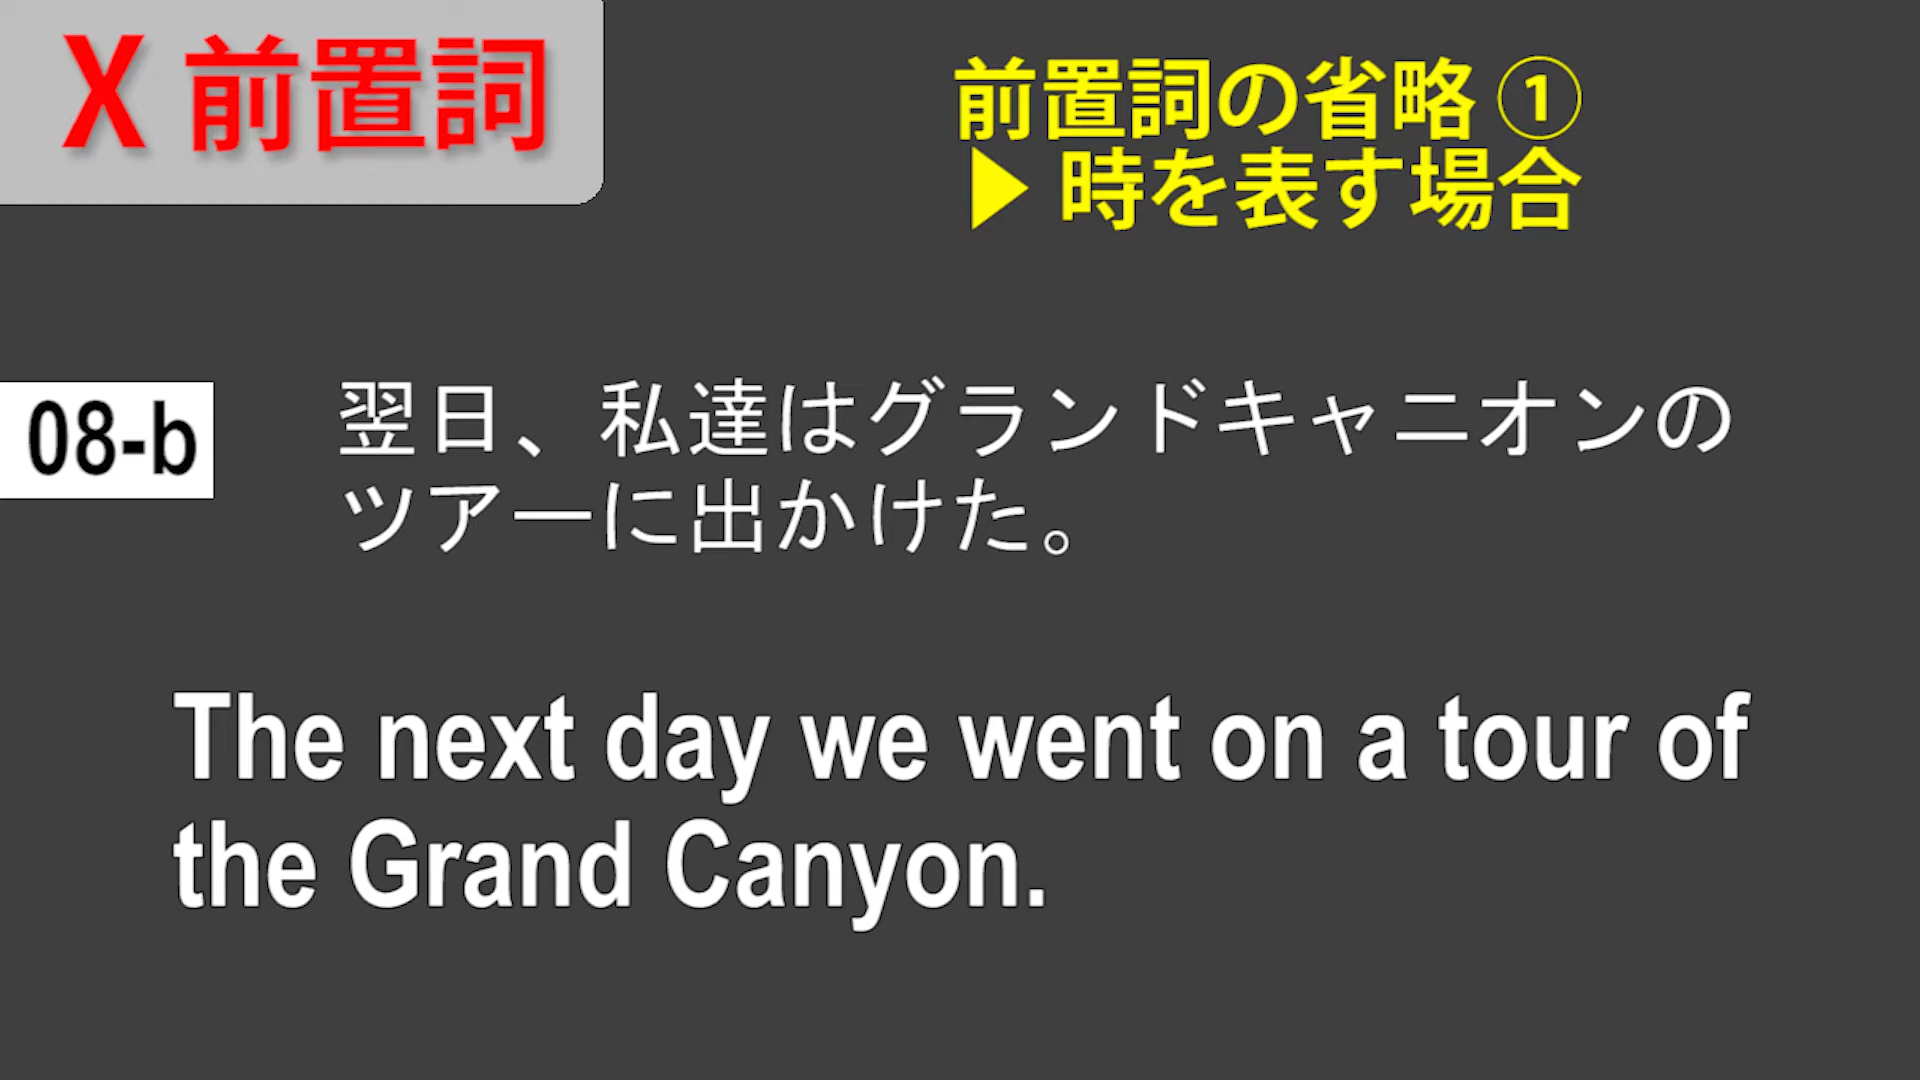 X 前置詞
前置詞の省略 ①
▶ 時を表す場合
08-b
翌日、私達はグランドキャニオンの
ツアーに出かけた。
The next day we went on a tour of
the Grand Canyon.